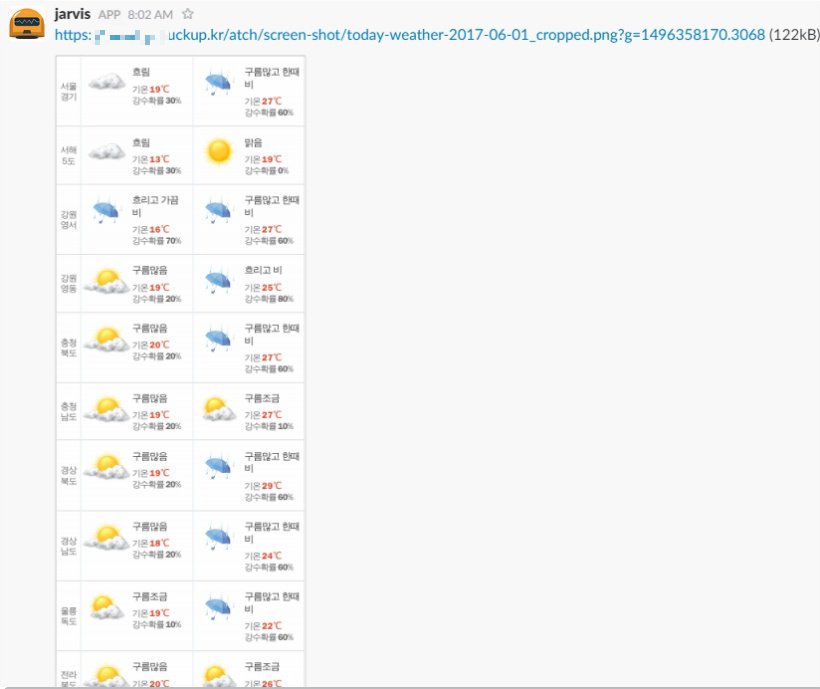 jarvis APP 8:02 AM
https: uckup.kr/atch/screen-shot/today-weather-2017-06-01_cropped.png?g=1496358170.3068 (122kB)
서울
경기
흐림
기온 19℃
강수확률 30%
구름많고 한때
비
기온 27℃
강수확률 60%
서해
5도
흐림
기온 13℃
강수확률 30%
맑음
기온 19℃
강수확률 0%
강원
영서
흐리고 가끔
비
기온 16℃
강수확률 70%
구름많고 한때
비
기온 27℃
강수확률 60%
강원
영동
구름많음
기온 19℃
강수확률 20%
흐리고 비
기온 25℃
강수확률 80%
충청
북도
구름많음
기온 20℃
강수확률 20%
구름많고 한때
비
기온 27℃
강수확률 60%
충청
남도
구름많음
기온 19℃
강수확률 20%
구름조금
기온 27℃
강수확률 10%
경상
북도
구름많음
기온 19℃
강수확률 20%
구름많고 한때
비
기온 29℃
강수확률 60%
경상
남도
구름많음
기온 18℃
강수확률 20%
구름많고 한때
비
기온 24℃
강수확률 60%
울릉
독도
구름조금
기온 19℃
강수확률 10%
구름많고 한때
비
기온 22℃
강수확률 60%
전라
북도
구름많음
기온 20℃
구름조금
기온 26℃